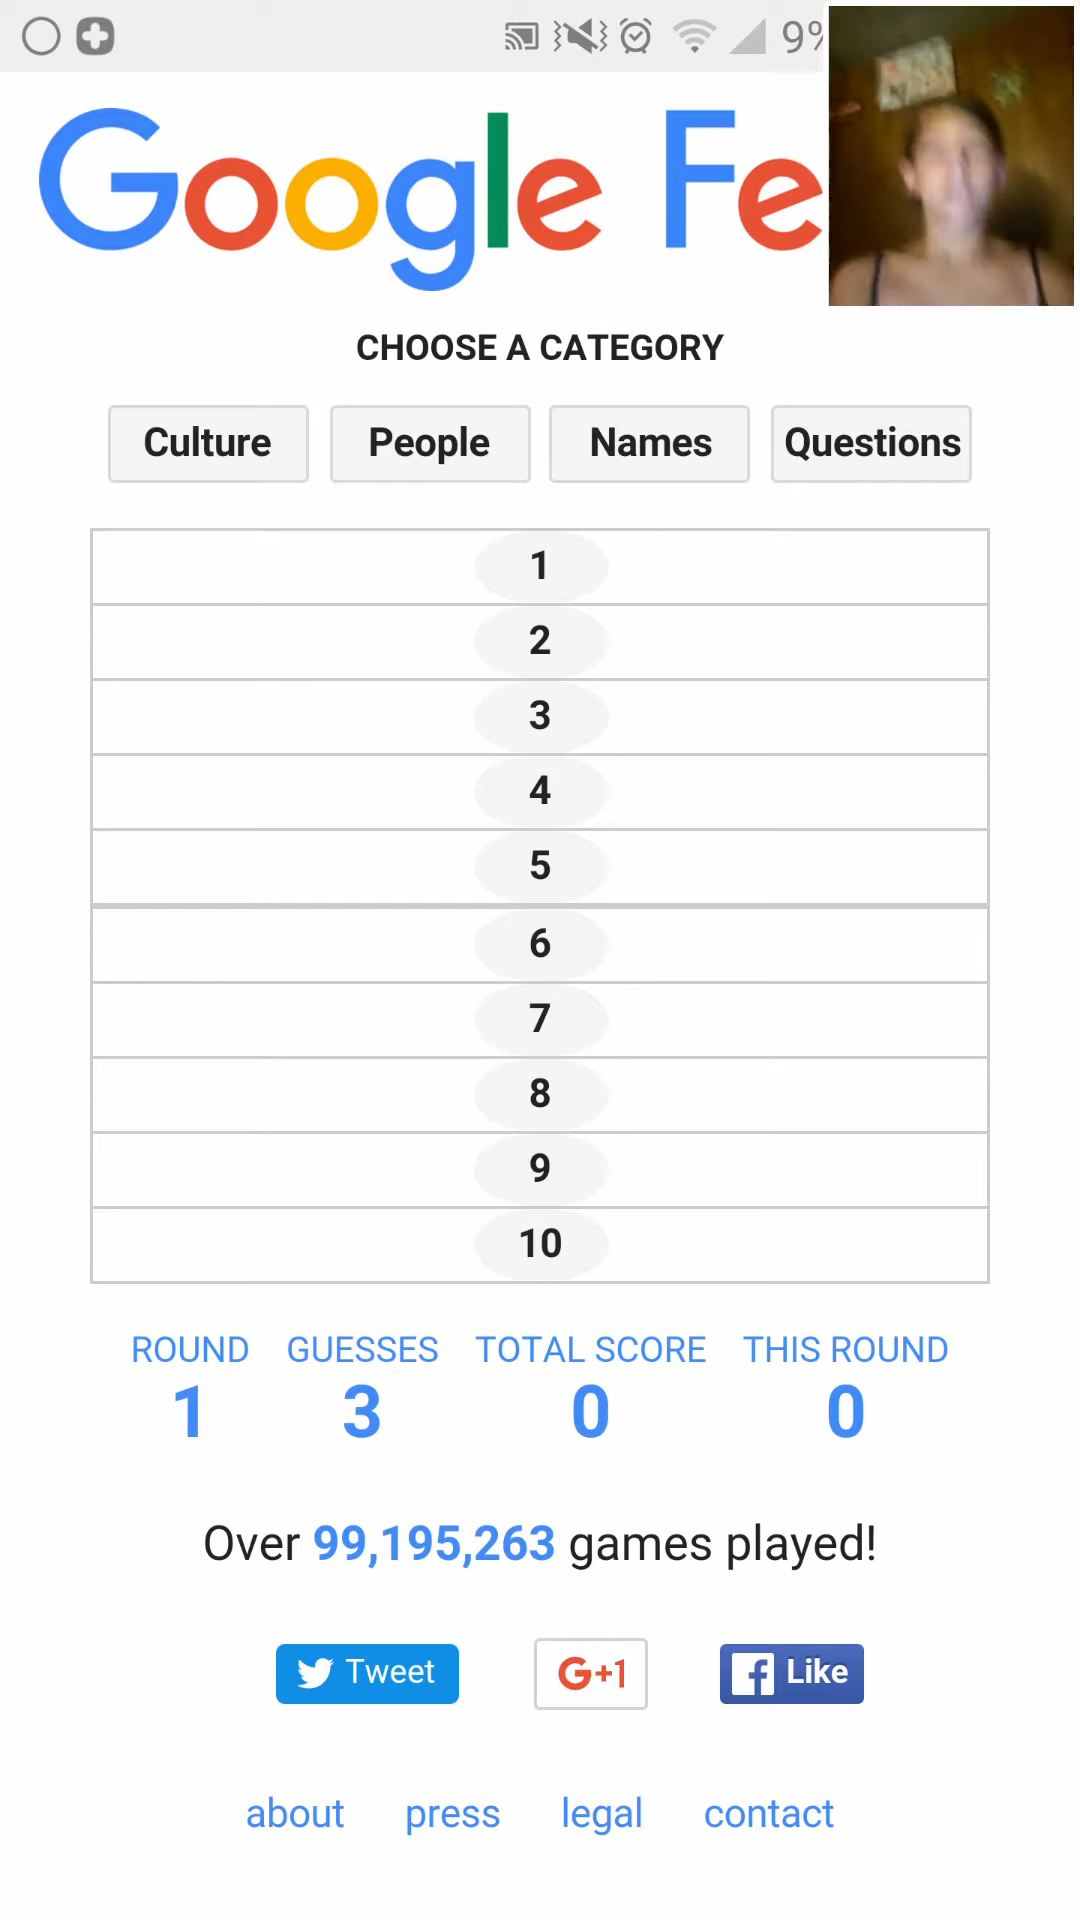 9%
Google Fe
CHOOSE A CATEGORY
Culture People Names Questions
1
2
3
4
5
6
7
8
9
10
ROUND GUESSES TOTAL SCORE THIS ROUND
1 3 0 0
Over 99,195,263 games played!
Tweet G+1 Like
about press legal contact